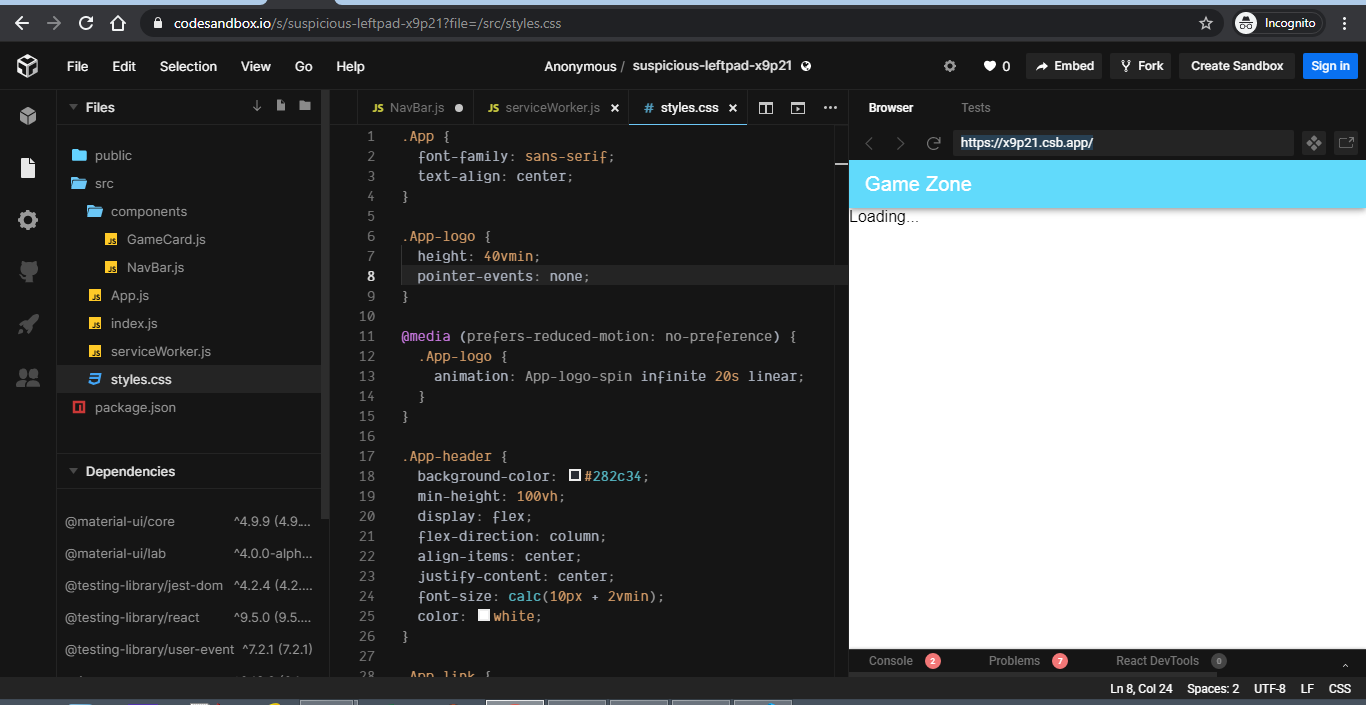 codesandbox.io/s/suspicious-leftpad-x9p21?file=/src/styles.css
Incognito
File Edit Selection View Go Help
Anonymous / suspicious-leftpad-x9p21
0
Embed
Fork
Create Sandbox
Sign in
Files
public
src
components
JS GameCard.js
JS NavBar.js
JS App.js
JS index.js
JS serviceWorker.js
styles.css
package.json
Dependencies
@material-ui/core ^4.9.9 (4.9....
@material-ui/lab ^4.0.0-alph...
@testing-library/jest-dom ^4.2.4 (4.2....
@testing-library/react ^9.5.0 (9.5....
@testing-library/user-event ^7.2.1 (7.2.1)
JS NavBar.js
JS serviceWorker.js ×
# styles.css ×
1 .App {
2 font-family: sans-serif;
3 text-align: center;
4 }
5
6 .App-logo {
7 height: 40vmin;
8 pointer-events: none;
9 }
10
11 @media (prefers-reduced-motion: no-preference) {
12 .App-logo {
13 animation: App-logo-spin infinite 20s linear;
14 }
15 }
16
17 .App-header {
18 background-color: #282c34;
19 min-height: 100vh;
20 display: flex;
21 flex-direction: column;
22 align-items: center;
23 justify-content: center;
24 font-size: calc(10px + 2vmin);
25 color: white;
26 }
27
28 .App-link {
Browser Tests
https://x9p21.csb.app/
Game Zone
Loading...
Console 2 Problems 7 React DevTools 0
Ln 8, Col 24 Spaces: 2 UTF-8 LF CSS